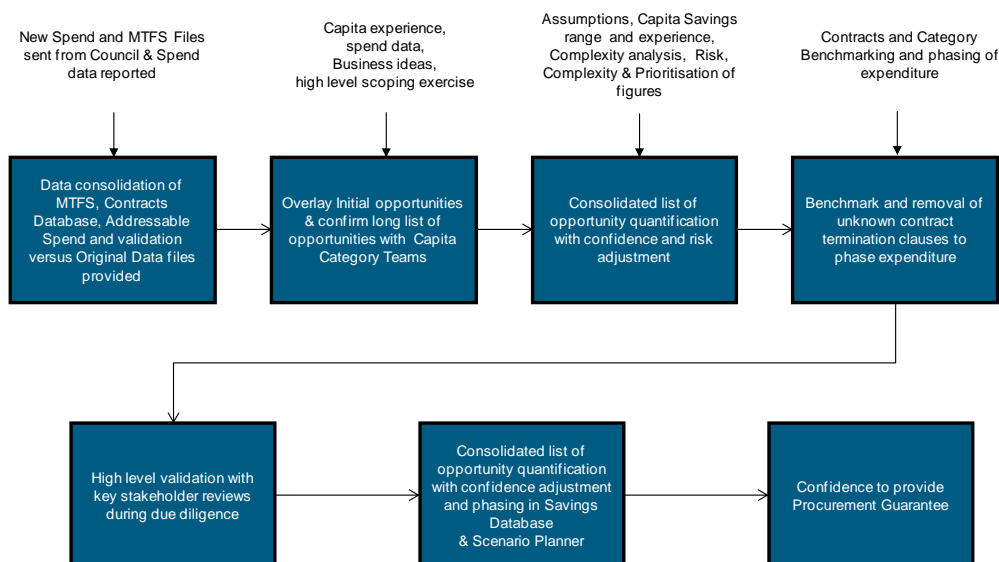 New Spend and MTFS Files
sent from Council & Spend
data reported
Capita experience,
spend data,
Business ideas,
high level scoping exercise
Assumptions, Capita Savings
range and experience,
Complexity analysis, Risk,
Complexity & Prioritisation of
figures
Contracts and Category
Benchmarking and phasing of
expenditure
Data consolidation of
MTFS, Contracts
Database, Addressable
Spend and validation
versus Original Data files
provided
Overlay Initial opportunities
& confirm long list of
opportunities with Capita
Category Teams
Consolidated list of
opportunity quantification
with confidence and risk
adjustment
Benchmark and removal of
unknown contract
termination clauses to
phase expenditure
High level validation with
key stakeholder reviews
during due diligence
Consolidated list of
opportunity quantification
with confidence adjustment
and phasing in Savings
Database
& Scenario Planner
Confidence to provide
Procurement Guarantee